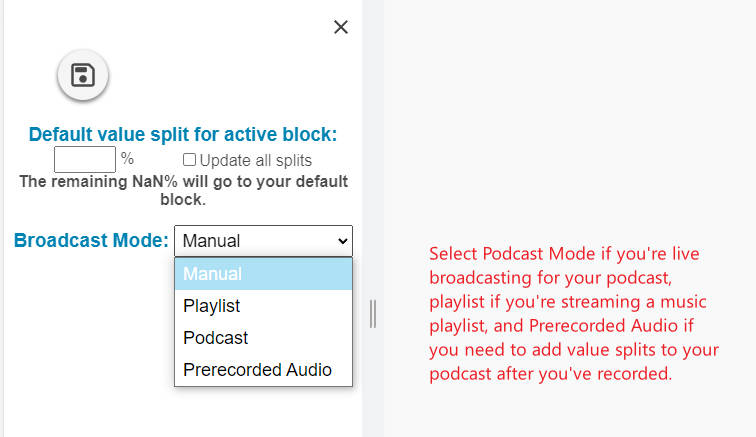 Default value split for active block:
% Update all splits
The remaining NaN% will go to your default
block.
Broadcast Mode: Manual
Manual
Playlist
Podcast
Prerecorded Audio
Select Podcast Mode if you're live
broadcasting for your podcast,
playlist if you're streaming a music
playlist, and Prerecorded Audio if
you need to add value splits to your
podcast after you've recorded.